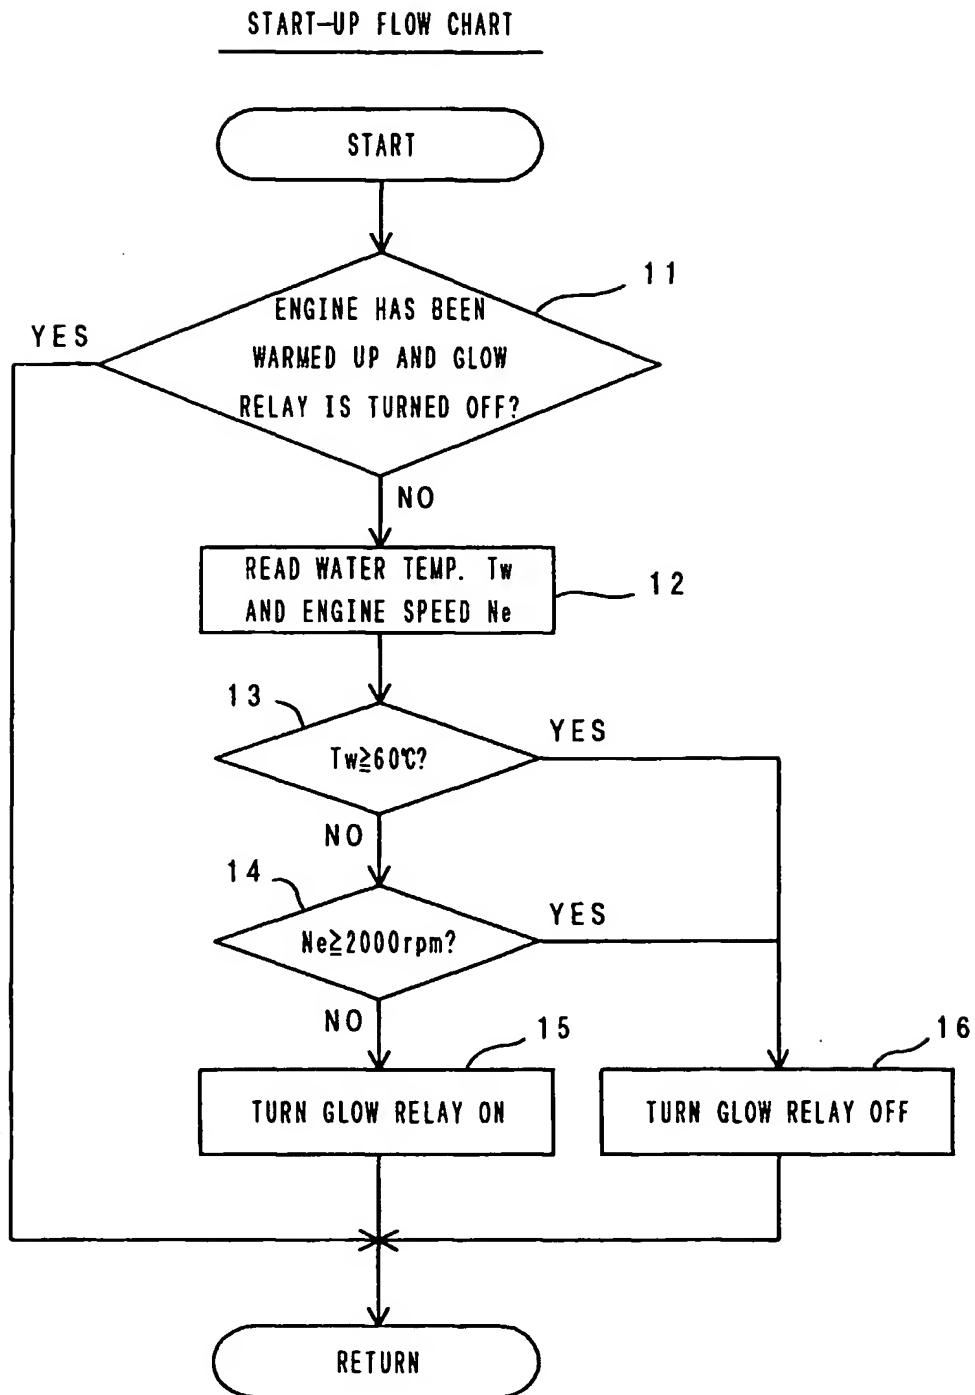 START-UP FLOW CHART
START
11
ENGINE HAS BEEN
WARMED UP AND GLOW
RELAY IS TURNED OFF?
YES
NO
READ WATER TEMP. Tw
AND ENGINE SPEED Ne
12
13
Tw≧60℃?
YES
NO
14
Ne≧2000rpm?
YES
NO
15
TURN GLOW RELAY ON
16
TURN GLOW RELAY OFF
RETURN